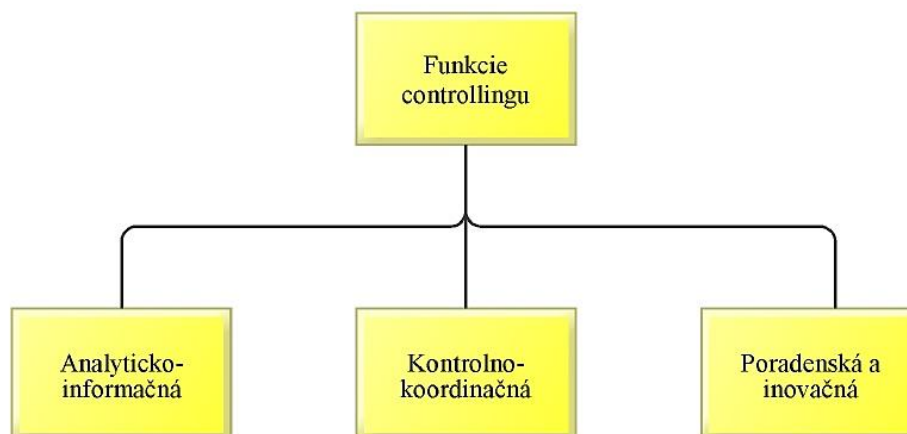 Funkcie
controllingu
Analyticko-
informačná
Kontrolno-
koordinačná
Poradenská a
inovačná